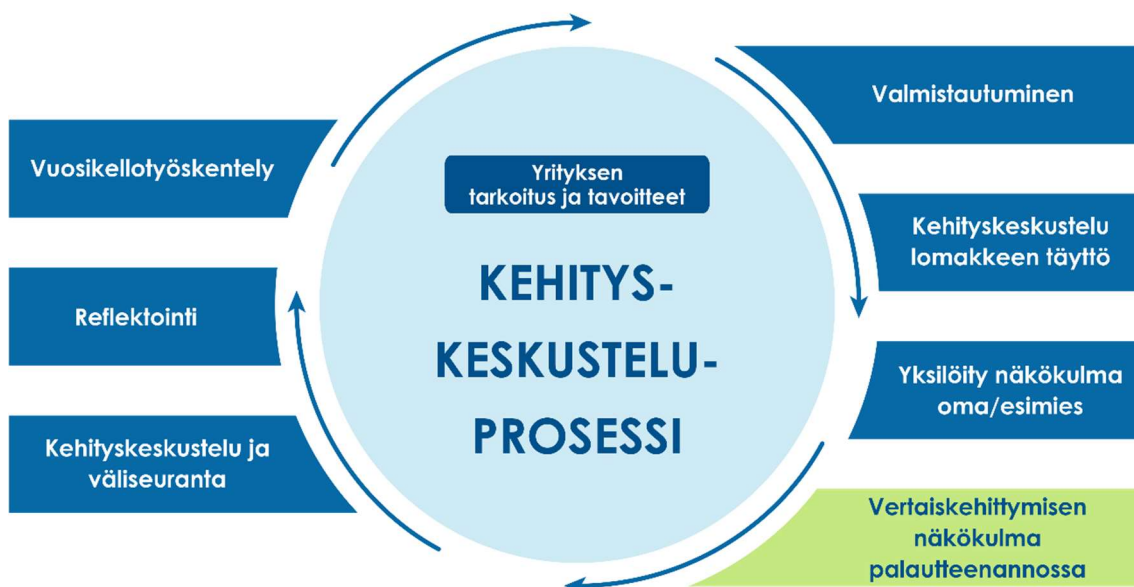 Yrityksen
tarkoitus ja tavoitteet
KEHITYS-
KESKUSTELU-
PROSESSI
Valmistautuminen
Kehityskeskustelu
lomakkeen täyttö
Yksilöity näkökulma
oma/esimies
Vertaiskehittymisen
näkökulma
palautteenannossa
Kehityskeskustelu ja
väliseuranta
Reflektointi
Vuosikellotyöskentely